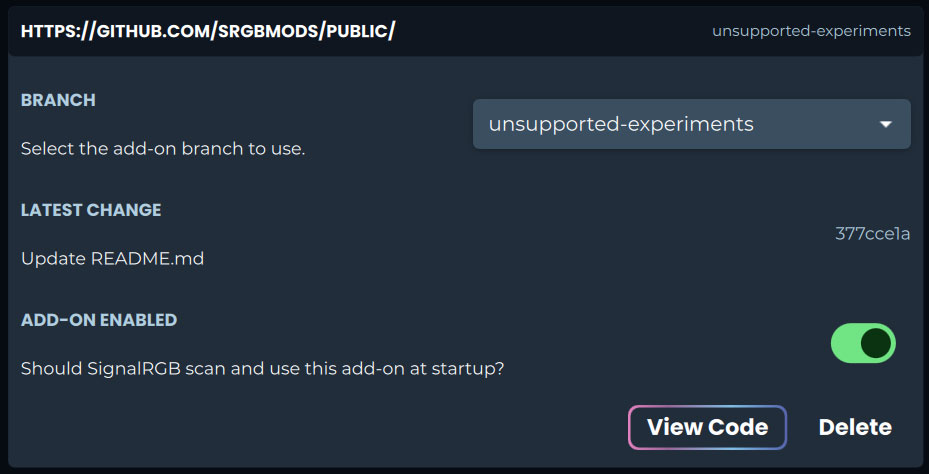 HTTPS://GITHUB.COM/SRGBMODS/PUBLIC/ unsupported-experiments
BRANCH
unsupported-experiments
Select the add-on branch to use.
LATEST CHANGE
377cce1a
Update README.md
ADD-ON ENABLED
Should SignalRGB scan and use this add-on at startup?
View Code Delete